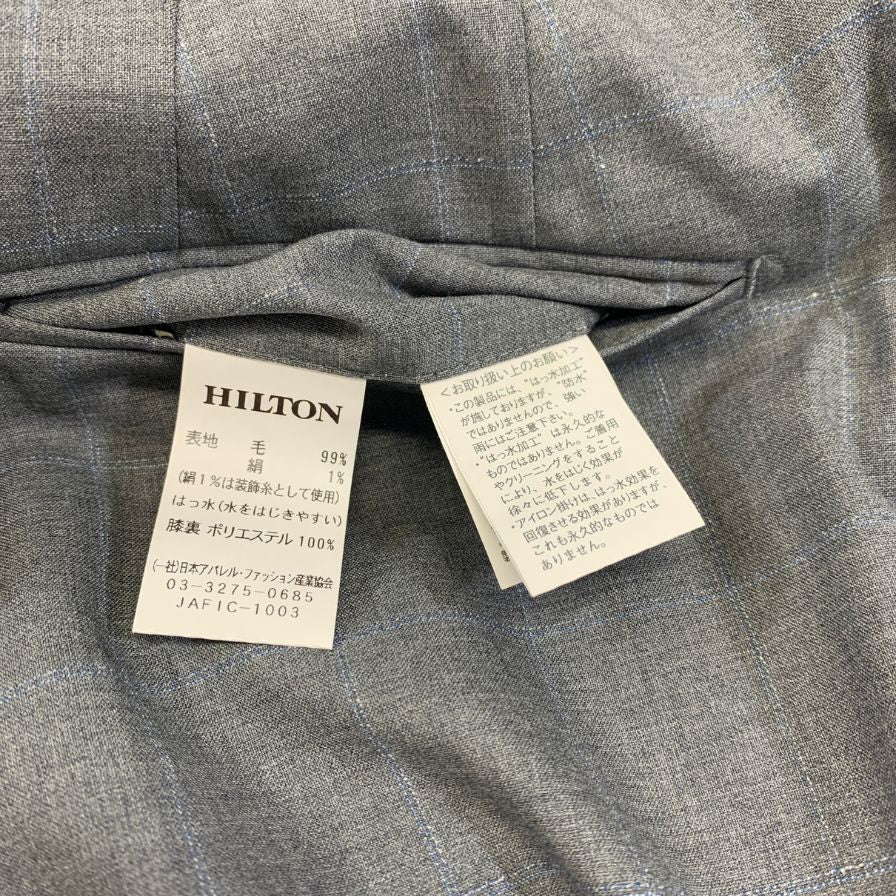 HILTON
表地 毛 99%
絹 1%
(絹1%は装飾糸として使用)
はっ水(水をはじきやすい)
膝裏 ポリエステル 100%
(一社)日本アパレル・ファッション産業協会
03-3275-0685
JAFIC-1003
<お取り扱い上のお願い>
・この製品には、"はっ水加工"
が施しておりますが、"防水"
ではありませんので、強い
雨にはご注意下さい。
・"はっ水加工" は永久的な
ものではありません。ご着用
やクリーニングをすること
により、水をはじく効果が
徐々に低下します。
・アイロン掛けは、はっ水効果を
回復させる効果がありますが、
これも永久的なものでは
ありません。